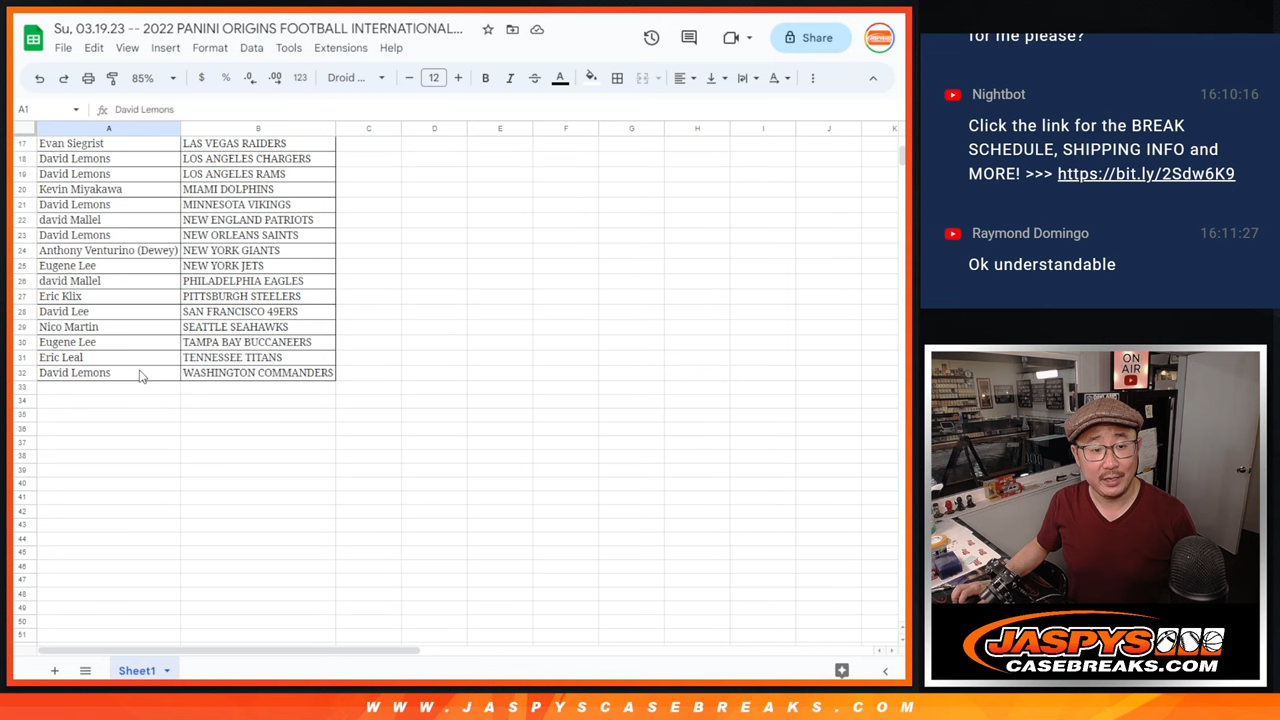 Su, 03.19.23 -- 2022 PANINI ORIGINS FOOTBALL INTERNATIONAL...
File Edit View Insert Format Data Tools Extensions Help
Share
85% $ % .0 .00 123 Droid ... 12 B I A
A1 fx David Lemons
A B C D E F G H I J K
17 Evan Siegrist LAS VEGAS RAIDERS
18 David Lemons LOS ANGELES CHARGERS
19 David Lemons LOS ANGELES RAMS
20 Kevin Miyakawa MIAMI DOLPHINS
21 David Lemons MINNESOTA VIKINGS
22 david Mallel NEW ENGLAND PATRIOTS
23 David Lemons NEW ORLEANS SAINTS
24 Anthony Venturino (Dewey) NEW YORK GIANTS
25 Eugene Lee NEW YORK JETS
26 david Mallel PHILADELPHIA EAGLES
27 Eric Klix PITTSBURGH STEELERS
28 David Lee SAN FRANCISCO 49ERS
29 Nico Martin SEATTLE SEAHAWKS
30 Eugene Lee TAMPA BAY BUCCANEERS
31 Eric Leal TENNESSEE TITANS
32 David Lemons WASHINGTON COMMANDERS
33
34
35
36
37
38
39
40
41
42
43
44
45
46
47
48
49
50
51
Sheet1
for me please?
Nightbot 16:10:16
Click the link for the BREAK
SCHEDULE, SHIPPING INFO and
MORE! >>> https://bit.ly/2Sdw6K9
Raymond Domingo 16:11:27
Ok understandable
ON
AIR
JASPYS
CASEBREAKS.COM
WWW.JASPYSCASEBREAKS.COM